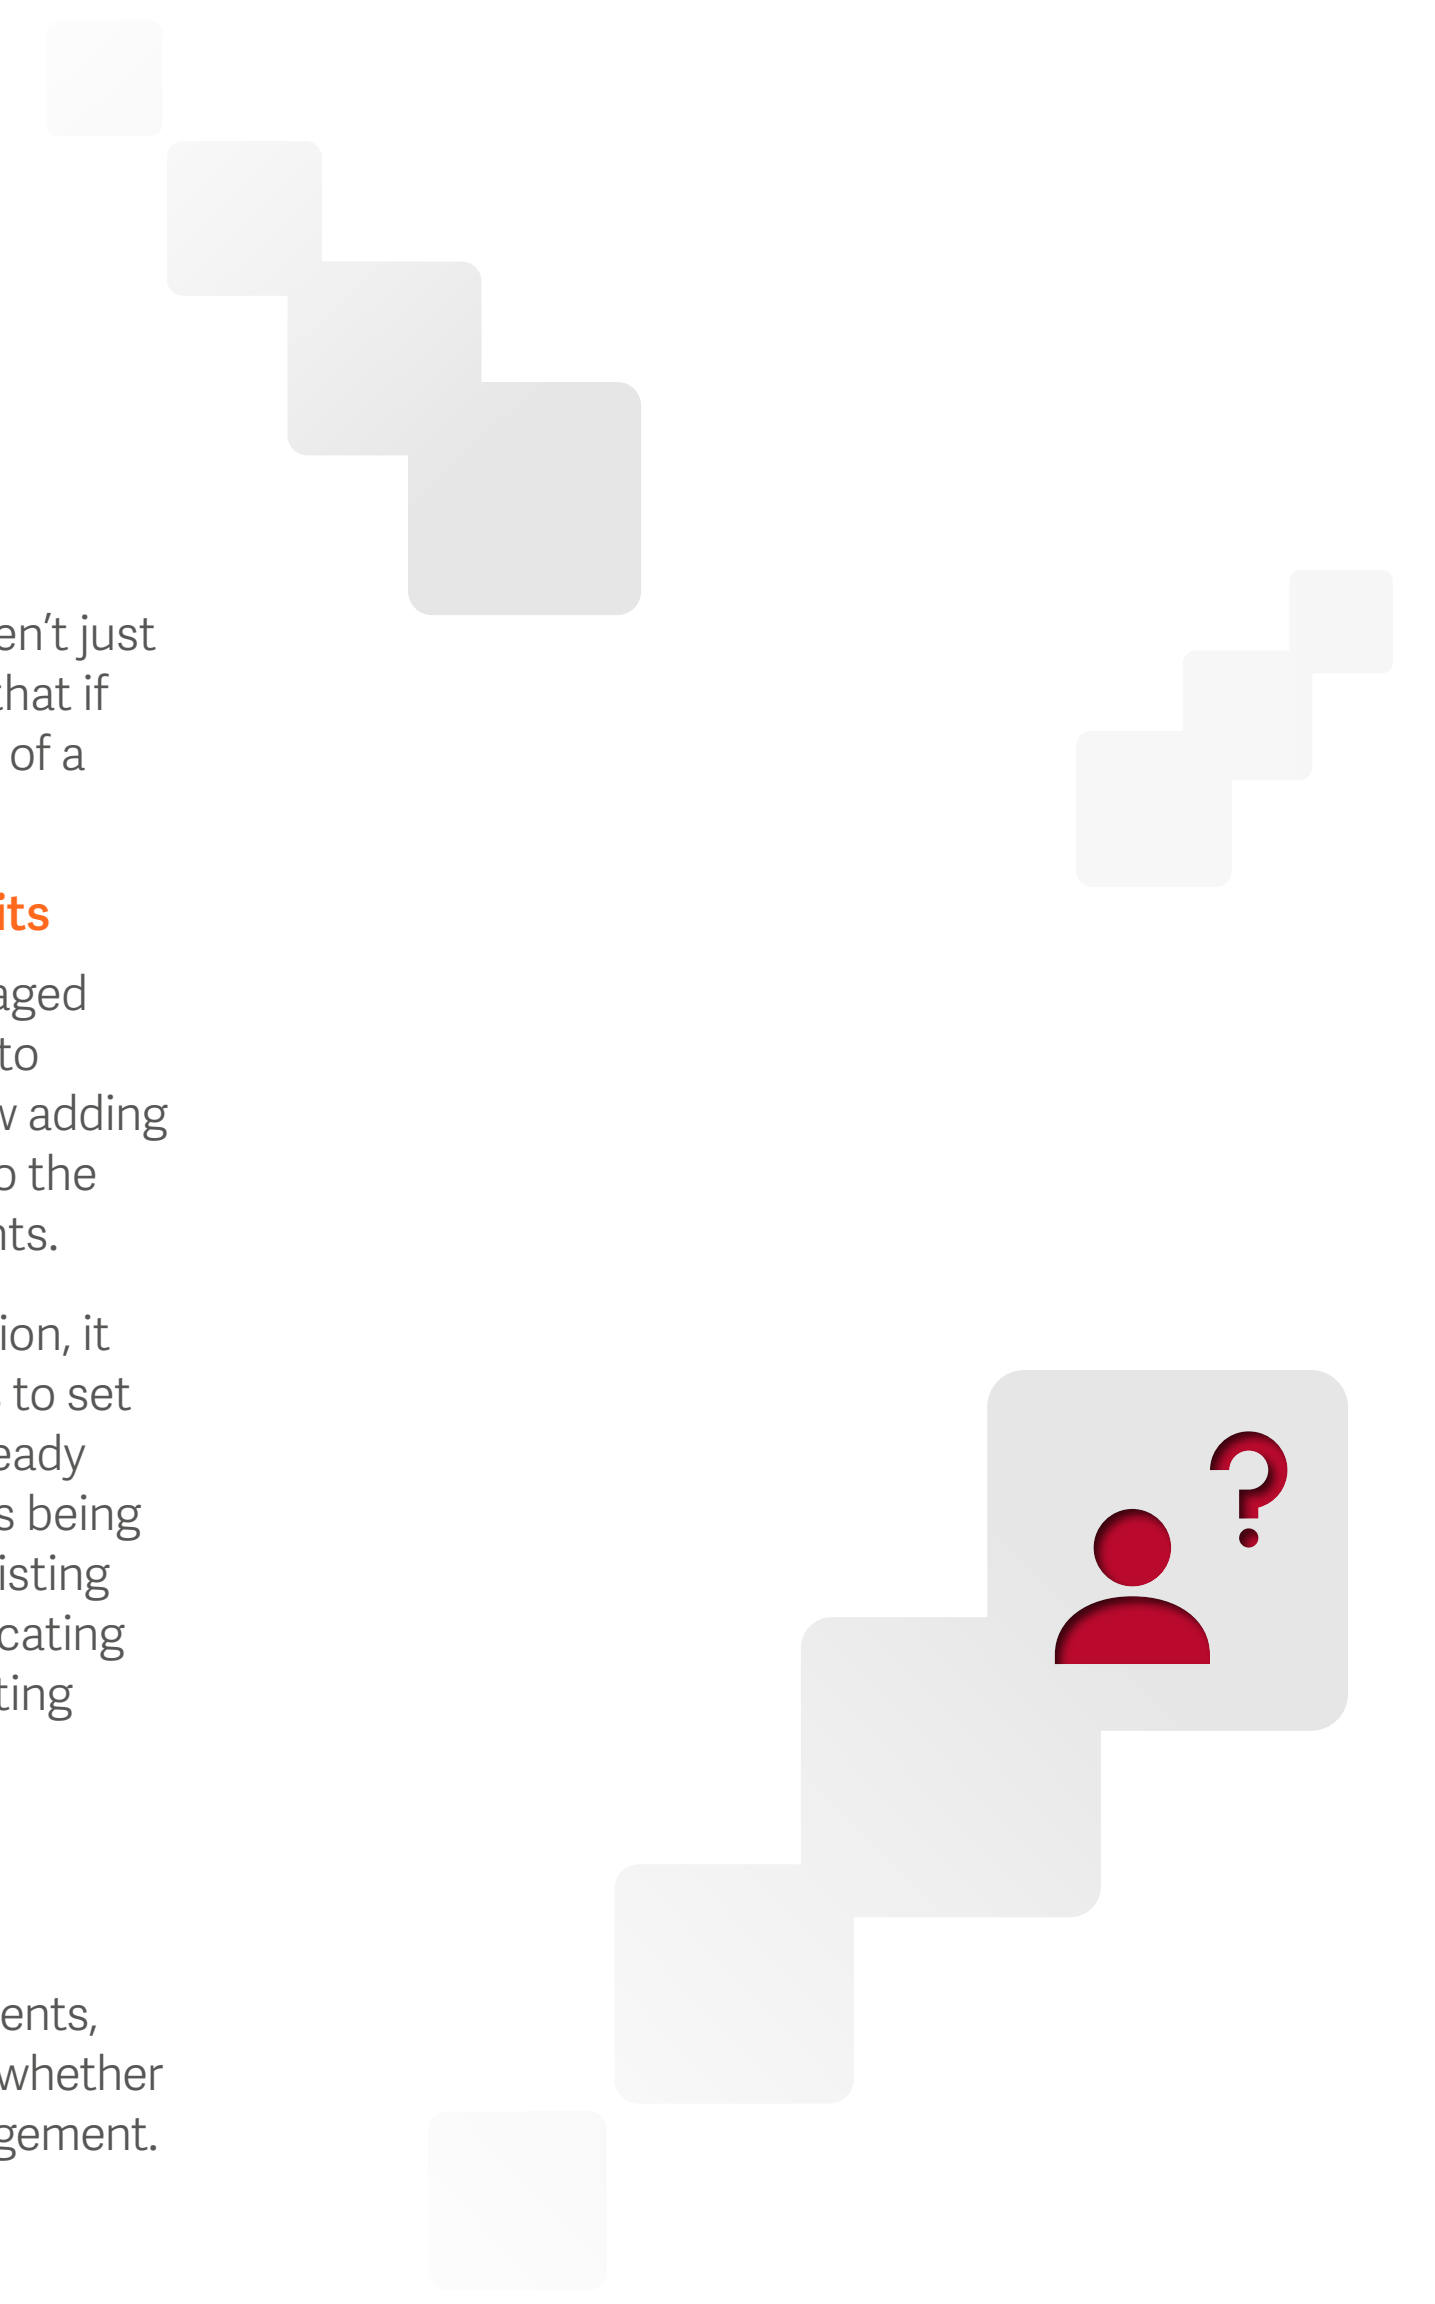 en’t just
that if
of a
its
aged
to
w adding
o the
nts.
ion, it
s to set
eady
s being
isting
cating
ting
ents,
whether
gement.
?